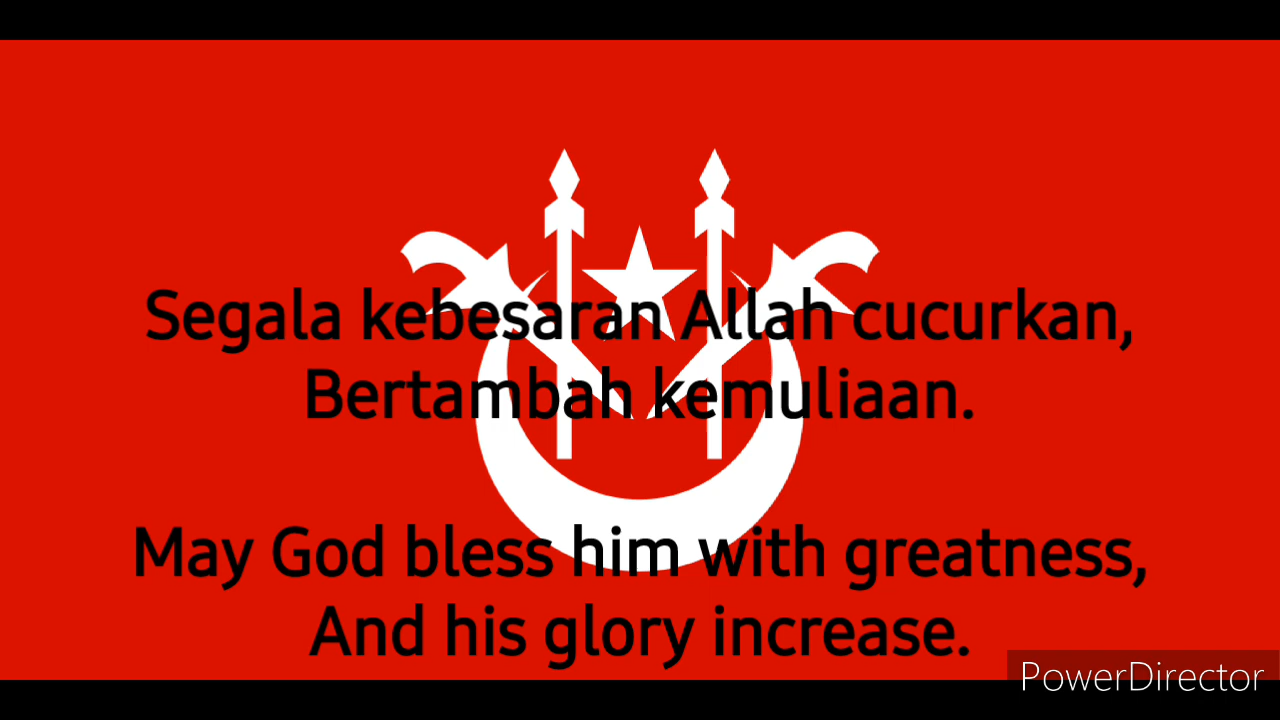 Segala kebesaran Allah cucurkan,
Bertambah kemuliaan.
May God bless him with greatness,
And his glory increase.
PowerDirector